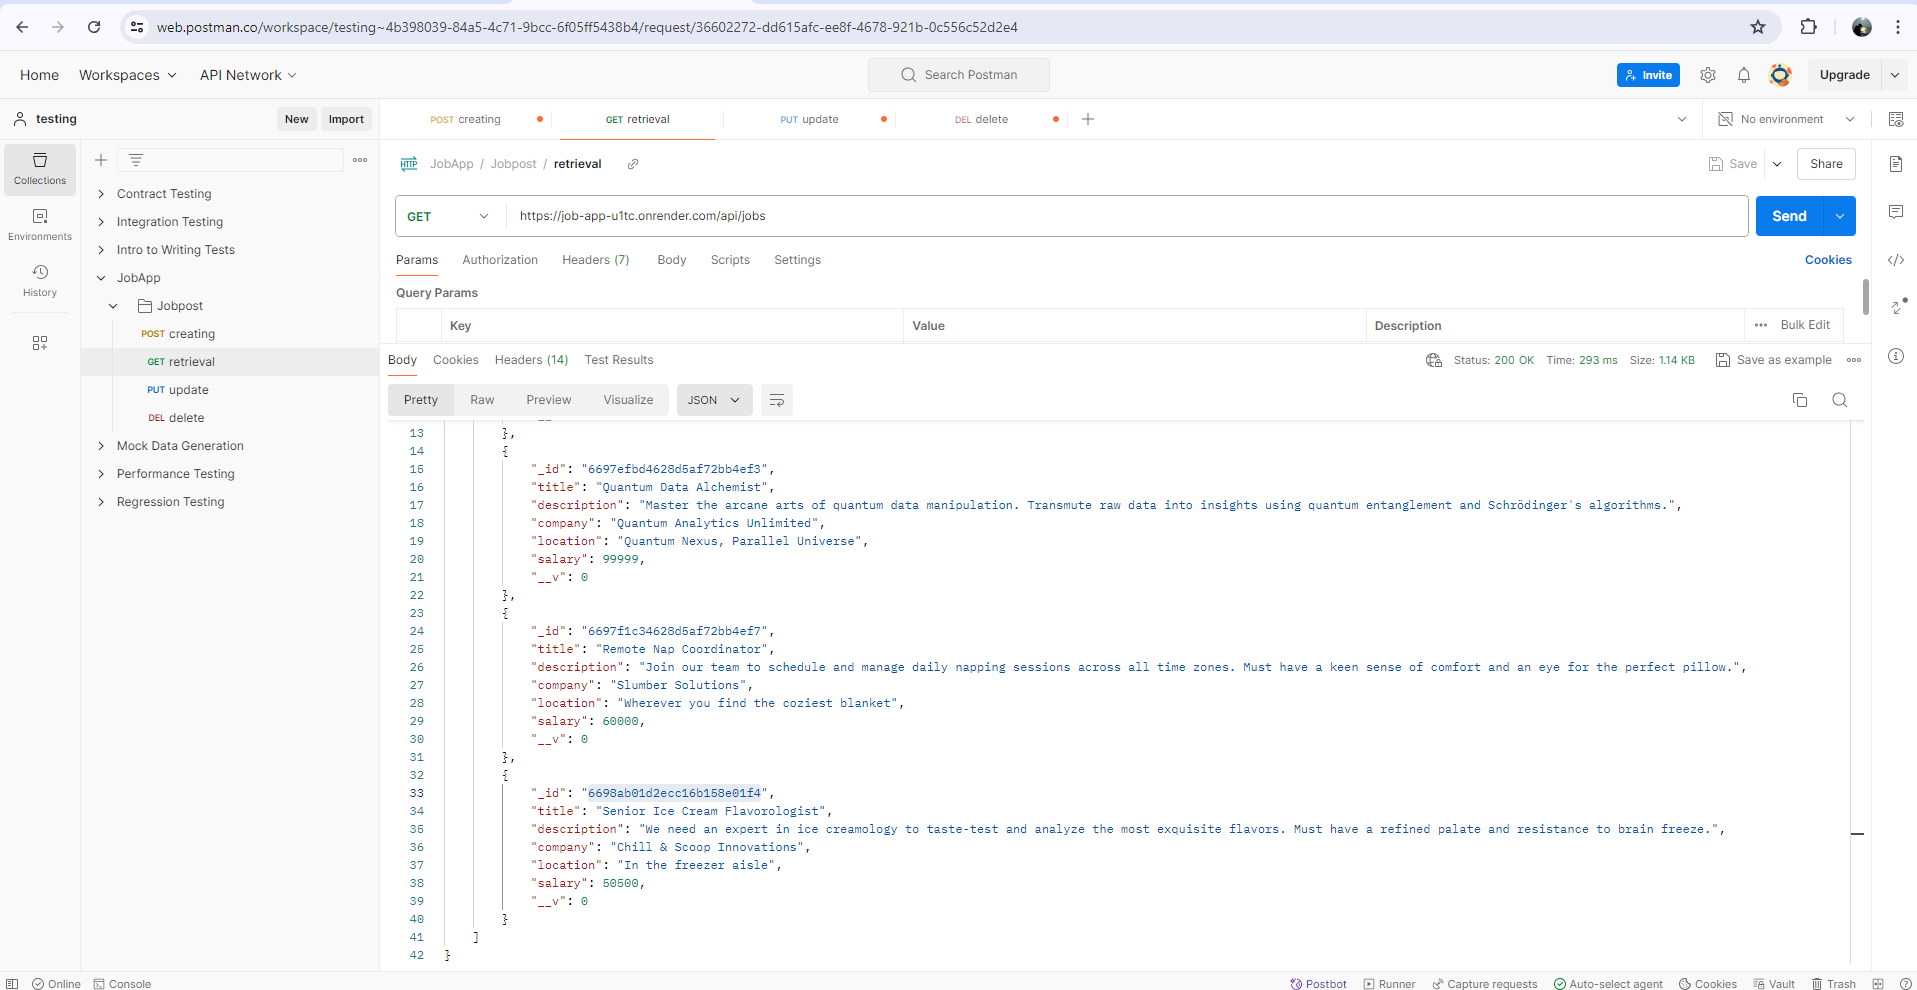 web.postman.co/workspace/testing~4b398039-84a5-4c71-9bcc-6f05ff5438b4/request/36602272-dd615afc-ee8f-4678-921b-0c556c52d2e4
Home Workspaces API Network Search Postman Invite Upgrade
testing New Import POST creating GET retrieval PUT update DEL delete No environment
Collections
Environments
History
Contract Testing
Integration Testing
Intro to Writing Tests
JobApp
Jobpost
POST creating
GET retrieval
PUT update
DEL delete
Mock Data Generation
Performance Testing
Regression Testing
HTTP JobApp / Jobpost / retrieval Save Share
GET https://job-app-u1tc.onrender.com/api/jobs Send
Params Authorization Headers (7) Body Scripts Settings Cookies
Query Params
Key Value Description Bulk Edit
Body Cookies Headers (14) Test Results Status: 200 OK Time: 293 ms Size: 1.14 KB Save as example
Pretty Raw Preview Visualize JSON
13 },
14 {
15 "_id": "6697efbd4628d5af72bb4ef3",
16 "title": "Quantum Data Alchemist",
17 "description": "Master the arcane arts of quantum data manipulation. Transmute raw data into insights using quantum entanglement and Schrödinger's algorithms.",
18 "company": "Quantum Analytics Unlimited",
19 "location": "Quantum Nexus, Parallel Universe",
20 "salary": 99999,
21 "__v": 0
22 },
23 {
24 "_id": "6697f1c34628d5af72bb4ef7",
25 "title": "Remote Nap Coordinator",
26 "description": "Join our team to schedule and manage daily napping sessions across all time zones. Must have a keen sense of comfort and an eye for the perfect pillow.",
27 "company": "Slumber Solutions",
28 "location": "Wherever you find the coziest blanket",
29 "salary": 60000,
30 "__v": 0
31 },
32 {
33 "_id": "6698ab01d2ecc16b158e01f4",
34 "title": "Senior Ice Cream Flavorologist",
35 "description": "We need an expert in ice creamology to taste-test and analyze the most exquisite flavors. Must have a refined palate and resistance to brain freeze.",
36 "company": "Chill & Scoop Innovations",
37 "location": "In the freezer aisle",
38 "salary": 50500,
39 "__v": 0
40 }
41 ]
42 }
Online Console Postbot Runner Capture requests Auto-select agent Cookies Vault Trash